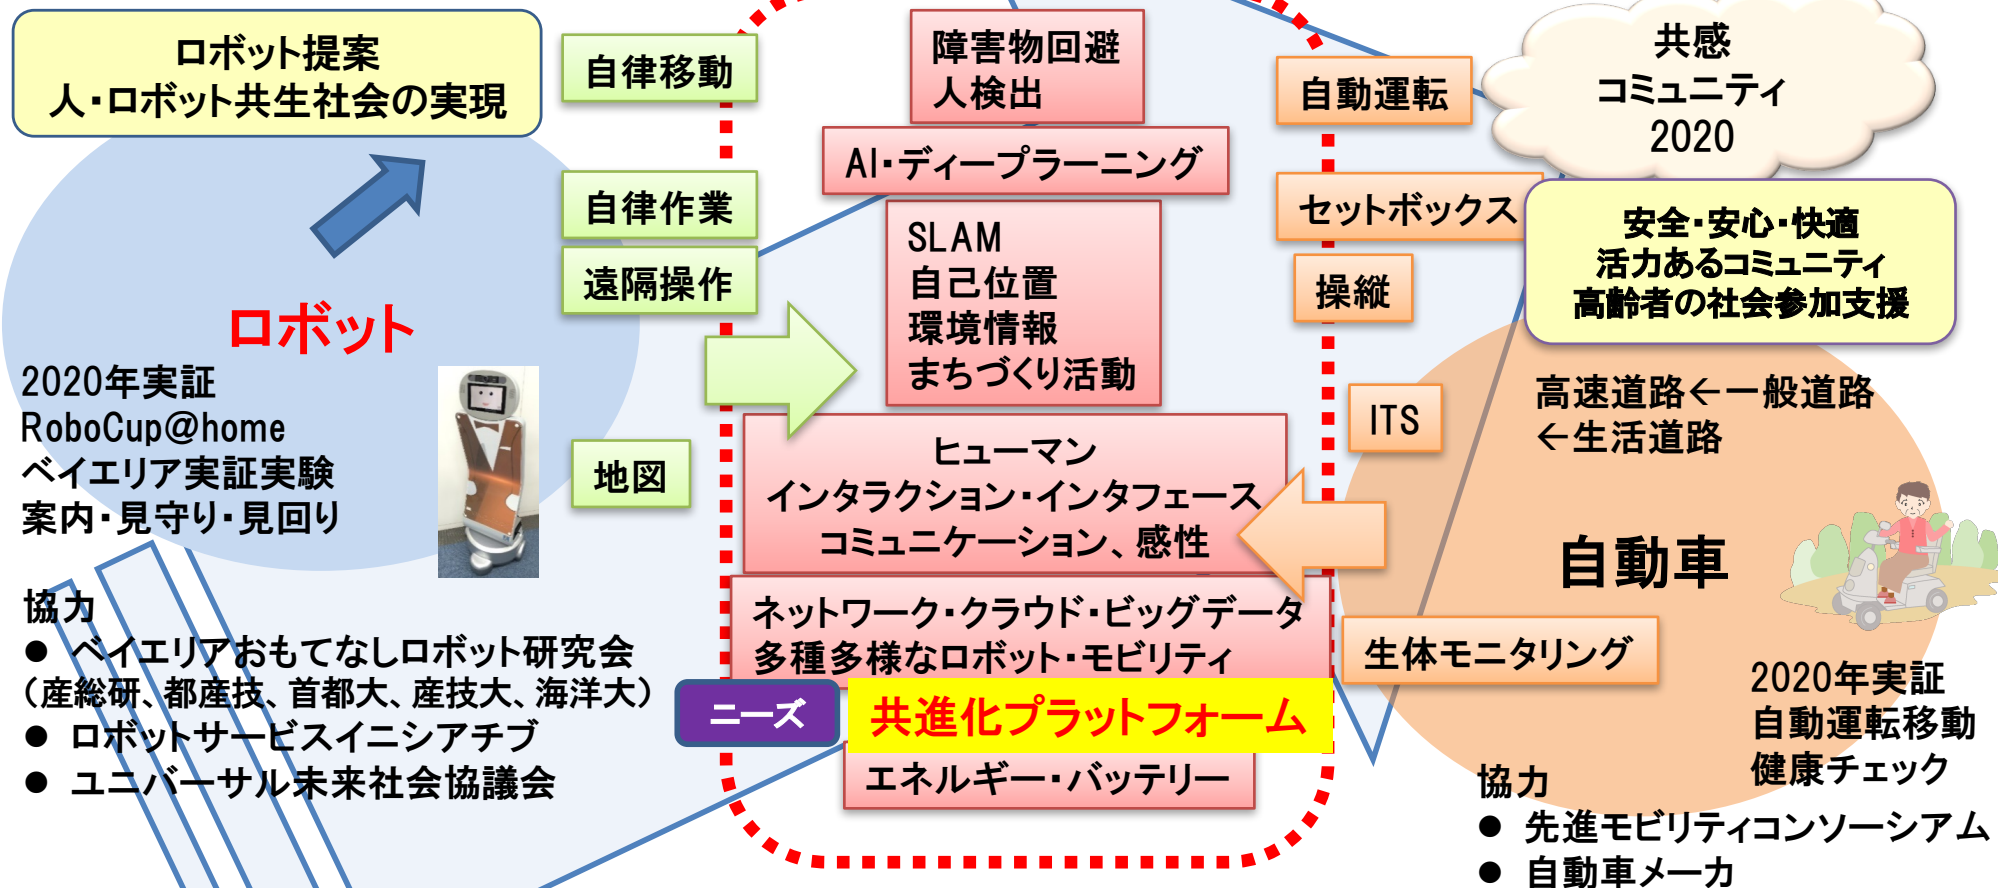 ロボット提案
人・ロボット共生社会の実現
自律移動
自律作業
遠隔操作
ロボット
2020年実証
RoboCup@home
ベイエリア実証実験
案内・見守り・見回り
地図
協力
● ベイエリアおもてなしロボット研究会
（産総研、都産技、首都大、産技大、海洋大）
● ロボットサービスイニシアチブ
● ユニバーサル未来社会協議会
障害物回避
人検出
AI・ディープラーニング
SLAM
自己位置
環境情報
まちづくり活動
ヒューマン
インタラクション・インタフェース
コミュニケーション、感性
ネットワーク・クラウド・ビッグデータ
多種多様なロボット・モビリティ
ニーズ
共進化プラットフォーム
エネルギー・バッテリー
自動運転
セットボックス
操縦
ITS
生体モニタリング
共感
コミュニティ
2020
安全・安心・快適
活力あるコミュニティ
高齢者の社会参加支援
高速道路←一般道路
←生活道路
自動車
2020年実証
自動運転移動
健康チェック
協力
● 先進モビリティコンソーシアム
● 自動車メーカ